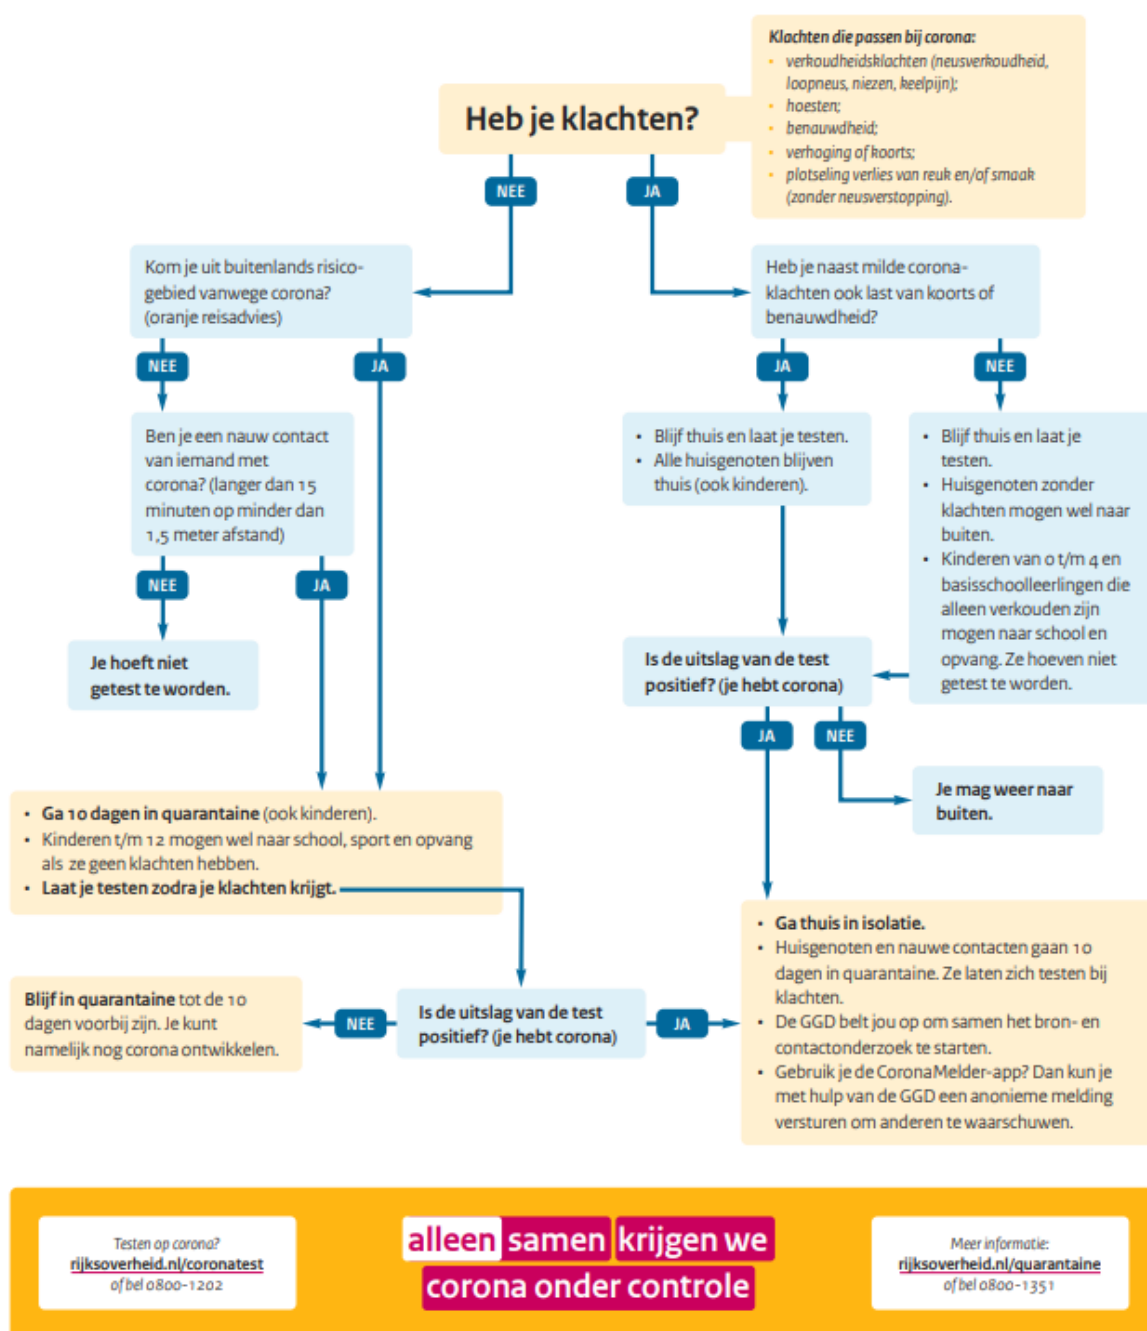 Klachten die passen bij corona:
• verkoudheidsklachten (neusverkoudheid,
loopneus, niezen, keelpijn);
• hoesten;
• benauwdheid;
• verhoging of koorts;
• plotseling verlies van reuk en/of smaak
(zonder neusverstopping).
Heb je klachten?
NEE
JA
Kom je uit buitenlands risico-
gebied vanwege corona?
(oranje reisadvies)
Heb je naast milde corona-
klachten ook last van koorts of
benauwdheid?
NEE
JA
JA
NEE
Ben je een nauw contact
van iemand met
corona? (langer dan 15
minuten op minder dan
1,5 meter afstand)
• Blijf thuis en laat je testen.
• Alle huisgenoten blijven
thuis (ook kinderen).
• Blijf thuis en laat je
testen.
• Huisgenoten zonder
klachten mogen wel naar
buiten.
• Kinderen van 0 t/m 4 en
basisschoolleerlingen die
alleen verkouden zijn
mogen naar school en
opvang. Ze hoeven niet
getest te worden.
NEE
JA
Je hoeft niet
getest te worden.
Is de uitslag van de test
positief? (je hebt corona)
JA
NEE
Je mag weer naar
buiten.
• Ga 10 dagen in quarantaine (ook kinderen).
• Kinderen t/m 12 mogen wel naar school, sport en opvang
als ze geen klachten hebben.
• Laat je testen zodra je klachten krijgt.
• Ga thuis in isolatie.
• Huisgenoten en nauwe contacten gaan 10
dagen in quarantaine. Ze laten zich testen bij
klachten.
• De GGD belt jou op om samen het bron- en
contactonderzoek te starten.
• Gebruik je de CoronaMelder-app? Dan kun je
met hulp van de GGD een anonieme melding
versturen om anderen te waarschuwen.
Blijf in quarantaine tot de 10
dagen voorbij zijn. Je kunt
namelijk nog corona ontwikkelen.
NEE
Is de uitslag van de test
positief? (je hebt corona)
JA
Testen op corona?
rijksoverheid.nl/coronatest
of bel 0800-1202
alleen samen krijgen we
corona onder controle
Meer informatie:
rijksoverheid.nl/quarantaine
of bel 0800-1351